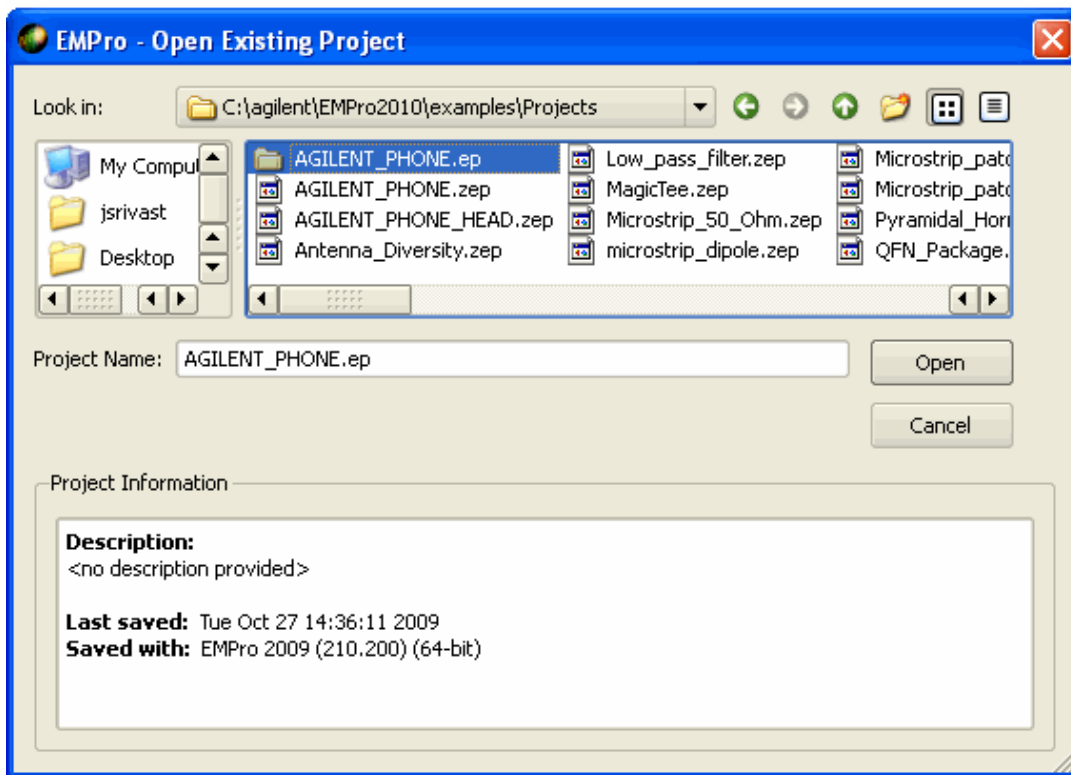 EMPro - Open Existing Project
Look in: C:\agilent\EMPro2010\examples\Projects
My Compu
jsrivast
Desktop
AGILENT_PHONE.ep
AGILENT_PHONE.zep
AGILENT_PHONE_HEAD.zep
Antenna_Diversity.zep
Low_pass_filter.zep
MagicTee.zep
Microstrip_50_Ohm.zep
microstrip_dipole.zep
Microstrip_patc
Microstrip_patc
Pyramidal_Horn
QFN_Package.
Project Name: AGILENT_PHONE.ep
Open
Cancel
Project Information
Description:
<no description provided>
Last saved: Tue Oct 27 14:36:11 2009
Saved with: EMPro 2009 (210.200) (64-bit)